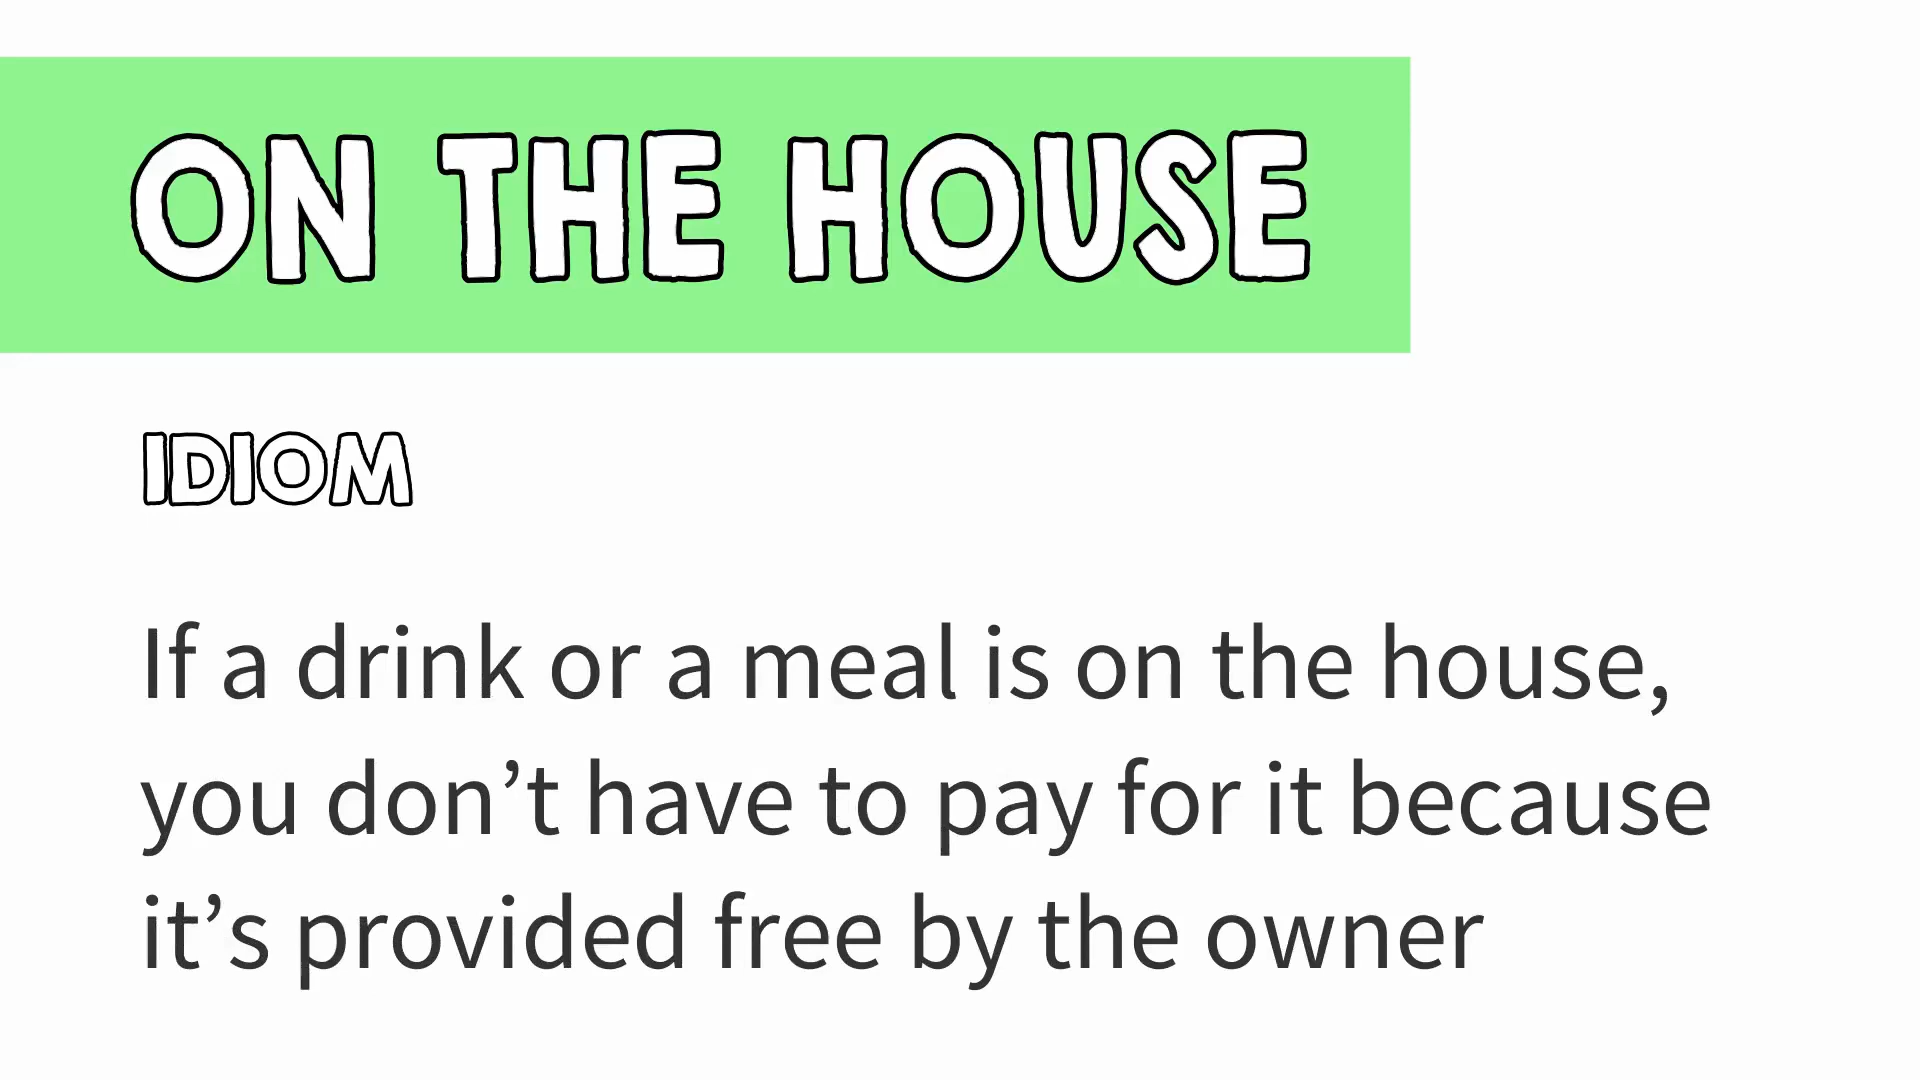 ON THE HOUSE
IDIOM
If a drink or a meal is on the house,
you don’t have to pay for it because
it’s provided free by the owner